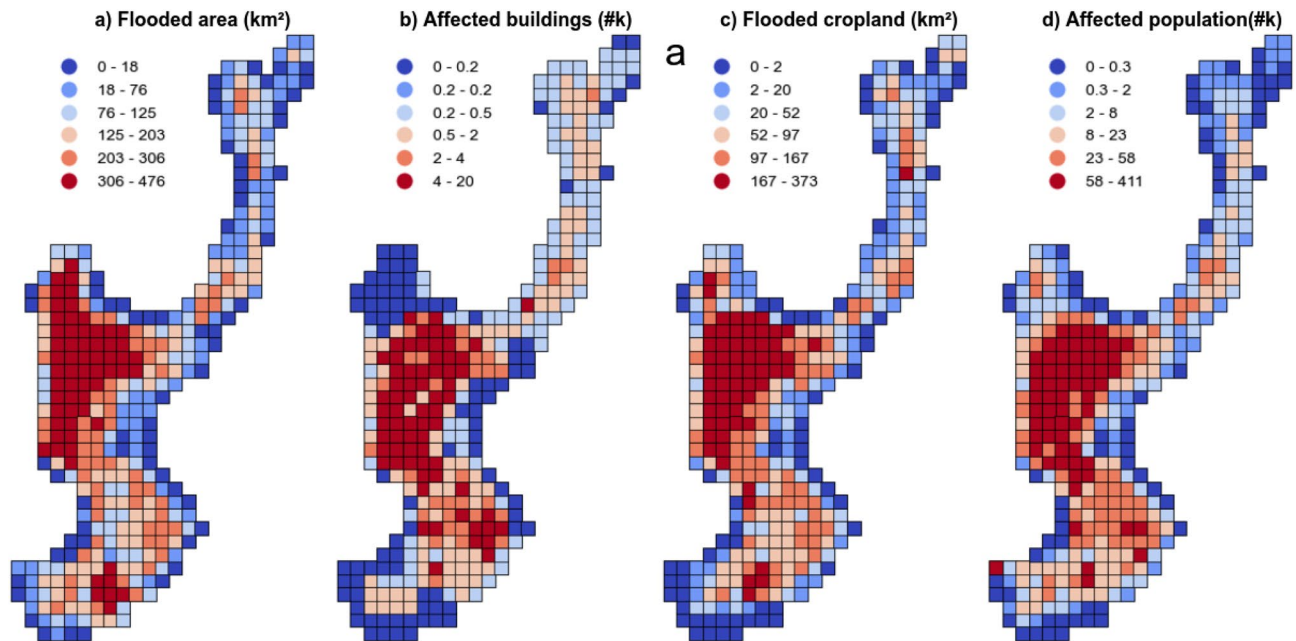 a) Flooded area (km²)
0 - 18
18 - 76
76 - 125
125 - 203
203 - 306
306 - 476
b) Affected buildings (#k)
0 - 0.2
0.2 - 0.2
0.2 - 0.5
0.5 - 2
2 - 4
4 - 20
a
c) Flooded cropland (km²)
0 - 2
2 - 20
20 - 52
52 - 97
97 - 167
167 - 373
d) Affected population(#k)
0 - 0.3
0.3 - 2
2 - 8
8 - 23
23 - 58
58 - 411